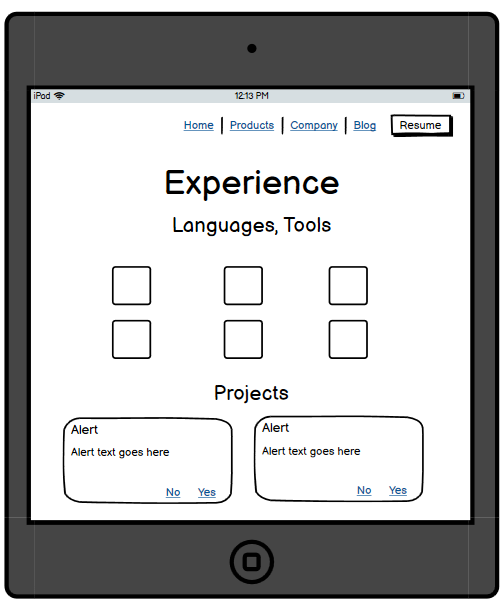 iPad 12:13 PM
Home Products Company Blog Resume
Experience
Languages, Tools
Projects
Alert
Alert text goes here
No Yes
Alert
Alert text goes here
No Yes